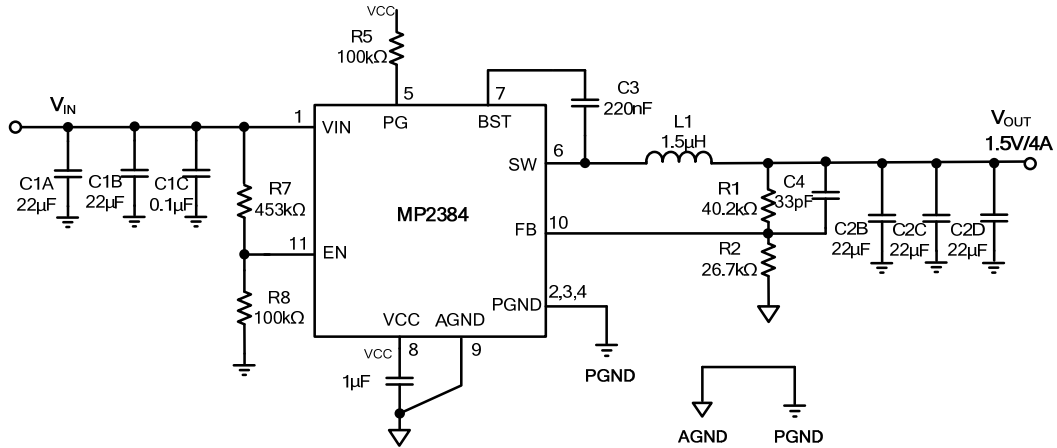 VCC
R5
100kΩ
5
7
C3
220nF
VIN
1
VIN
PG
BST
L1
1.5µH
VOUT
1.5V/4A
SW
6
C1A
22µF
C1B
22µF
C1C
0.1µF
R7
453kΩ
MP2384
R1
40.2kΩ
C4
33pF
FB
10
C2B
22µF
C2C
22µF
C2D
22µF
11
EN
R2
26.7kΩ
R8
100kΩ
PGND
2,3,4
VCC
AGND
VCC
8
9
1µF
PGND
AGND
PGND